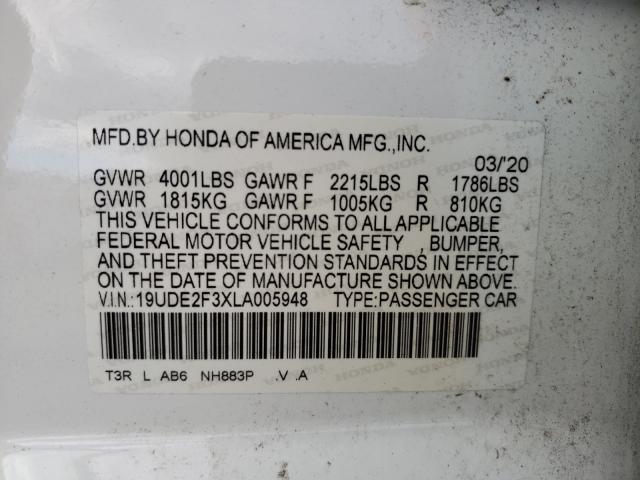 MFD.BY HONDA OF AMERICA MFG.,INC.
03/'20
GVWR 4001LBS GAWR F 2215LBS R 1786LBS
GVWR 1815KG GAWR F 1005KG R 810KG
THIS VEHICLE CONFORMS TO ALL APPLICABLE
FEDERAL MOTOR VEHICLE SAFETY , BUMPER,
AND THEFT PREVENTION STANDARDS IN EFFECT
ON THE DATE OF MANUFACTURE SHOWN ABOVE.
V.I.N.: 19UDE2F3XLA005948 TYPE:PASSENGER CAR
T3R L AB6 NH883P .V .A